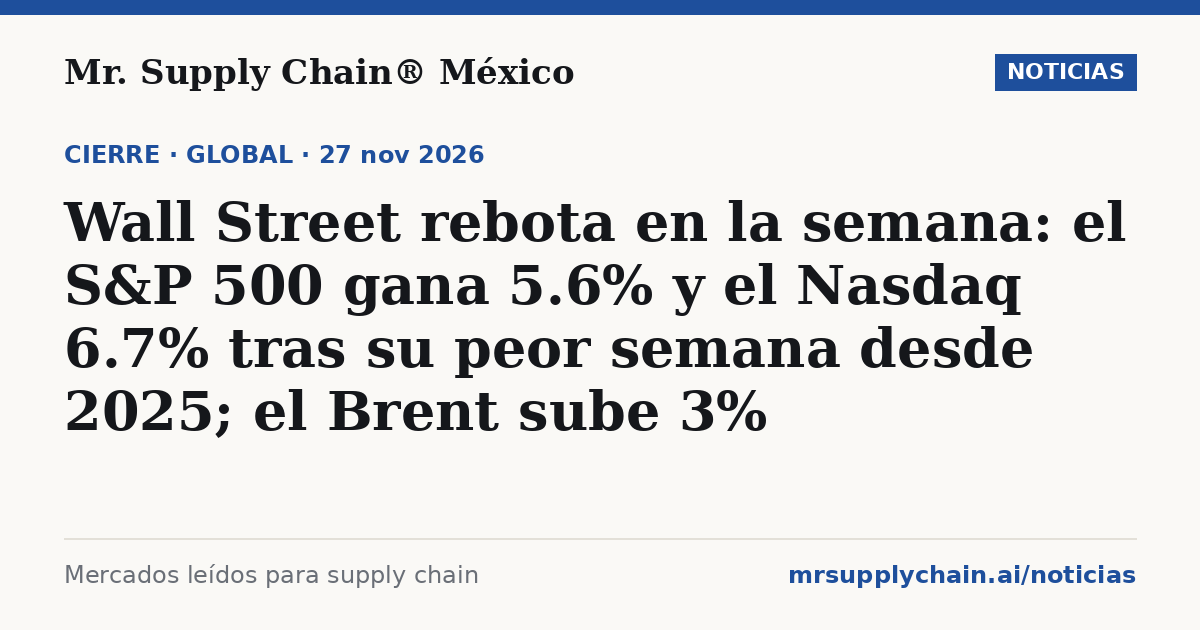 Mr. Supply Chain® México
NOTICIAS
CIERRE · GLOBAL · 27 nov 2026
Wall Street rebota en la semana: el
S&P 500 gana 5.6% y el Nasdaq
6.7% tras su peor semana desde
2025; el Brent sube 3%
Mercados leídos para supply chain
mrsupplychain.ai/noticias